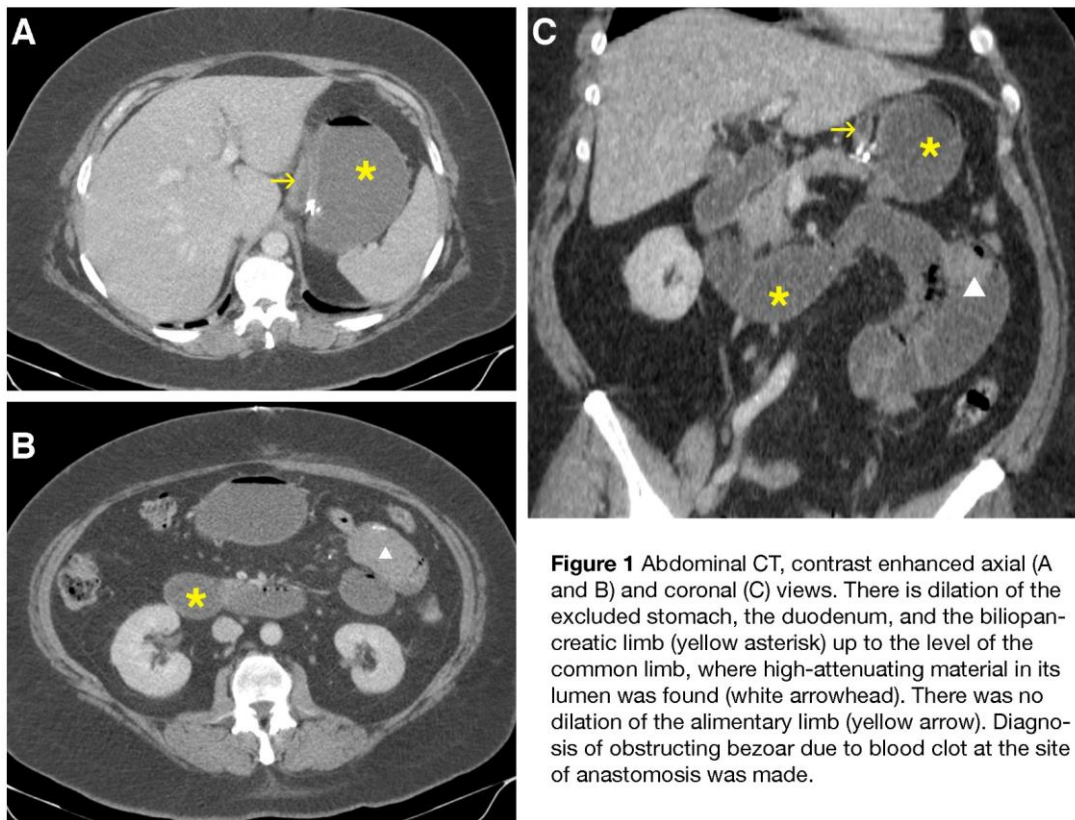 A
B
C
Figure 1 Abdominal CT, contrast enhanced axial (A
and B) and coronal (C) views. There is dilation of the
excluded stomach, the duodenum, and the biliopan-
creatic limb (yellow asterisk) up to the level of the
common limb, where high-attenuating material in its
lumen was found (white arrowhead). There was no
dilation of the alimentary limb (yellow arrow). Diagno-
sis of obstructing bezoar due to blood clot at the site
of anastomosis was made.